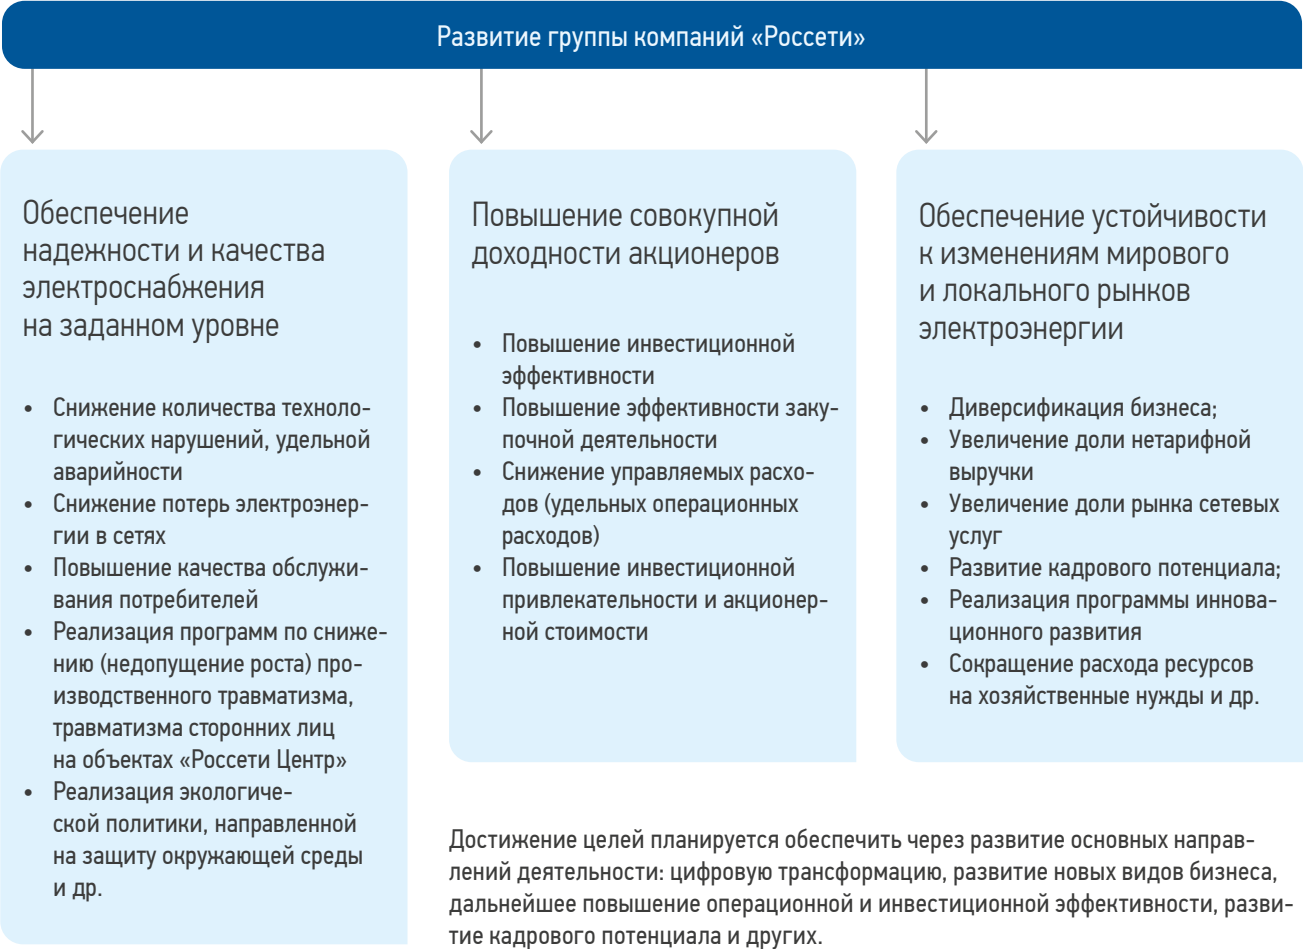 Развитие группы компаний «Россети»
Обеспечение
надежности и качества
электроснабжения
на заданном уровне
• Снижение количества техноло-
гических нарушений, удельной
аварийности
• Снижение потерь электроэнер-
гии в сетях
• Повышение качества обслужи-
вания потребителей
• Реализация программ по сниже-
нию (недопущение роста) про-
изводственного травматизма,
травматизма сторонних лиц
на объектах «Россети Центр»
• Реализация экологиче-
ской политики, направленной
на защиту окружающей среды
и др.
Повышение совокупной
доходности акционеров
• Повышение инвестиционной
эффективности
• Повышение эффективности заку-
почной деятельности
• Снижение управляемых расхо-
дов (удельных операционных
расходов)
• Повышение инвестиционной
привлекательности и акционер-
ной стоимости
Обеспечение устойчивости
к изменениям мирового
и локального рынков
электроэнергии
• Диверсификация бизнеса;
• Увеличение доли нетарифной
выручки
• Увеличение доли рынка сетевых
услуг
• Развитие кадрового потенциала;
• Реализация программы иннова-
ционного развития
• Сокращение расхода ресурсов
на хозяйственные нужды и др.
Достижение целей планируется обеспечить через развитие основных направ-
лений деятельности: цифровую трансформацию, развитие новых видов бизнеса,
дальнейшее повышение операционной и инвестиционной эффективности, разви-
тие кадрового потенциала и других.